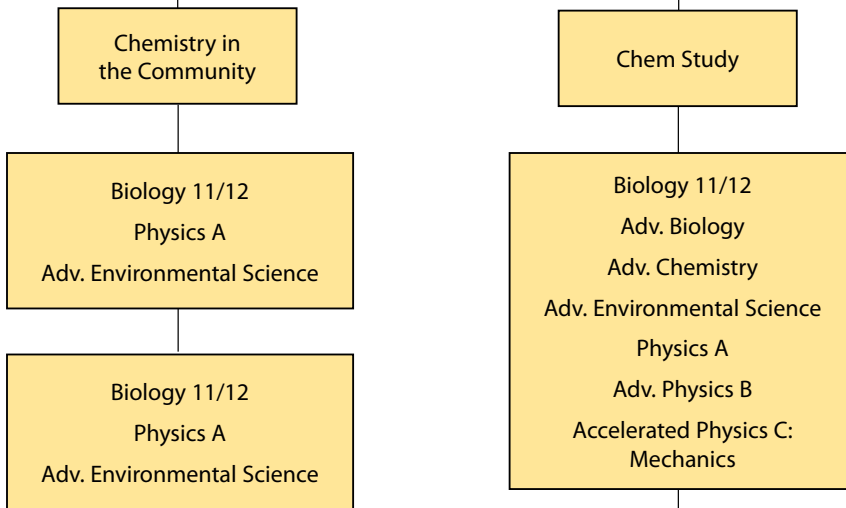 Chemistry in
the Community
Biology 11/12
Physics A
Adv. Environmental Science
Biology 11/12
Physics A
Adv. Environmental Science
Chem Study
Biology 11/12
Adv. Biology
Adv. Chemistry
Adv. Environmental Science
Physics A
Adv. Physics B
Accelerated Physics C:
Mechanics